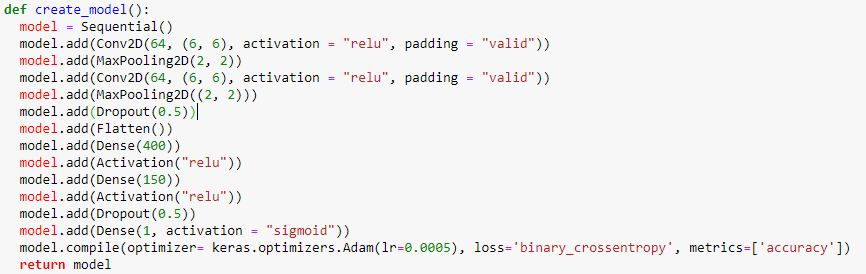 def create_model():
  model = Sequential()
  model.add(Conv2D(64, (6, 6), activation = "relu", padding = "valid"))
  model.add(MaxPooling2D(2, 2))
  model.add(Conv2D(64, (6, 6), activation = "relu", padding = "valid"))
  model.add(MaxPooling2D((2, 2)))
  model.add(Dropout(0.5))
  model.add(Flatten())
  model.add(Dense(400))
  model.add(Activation("relu"))
  model.add(Dense(150))
  model.add(Activation("relu"))
  model.add(Dropout(0.5))
  model.add(Dense(1, activation = "sigmoid"))
  model.compile(optimizer= keras.optimizers.Adam(lr=0.0005), loss='binary_crossentropy', metrics=['accuracy'])
  return model